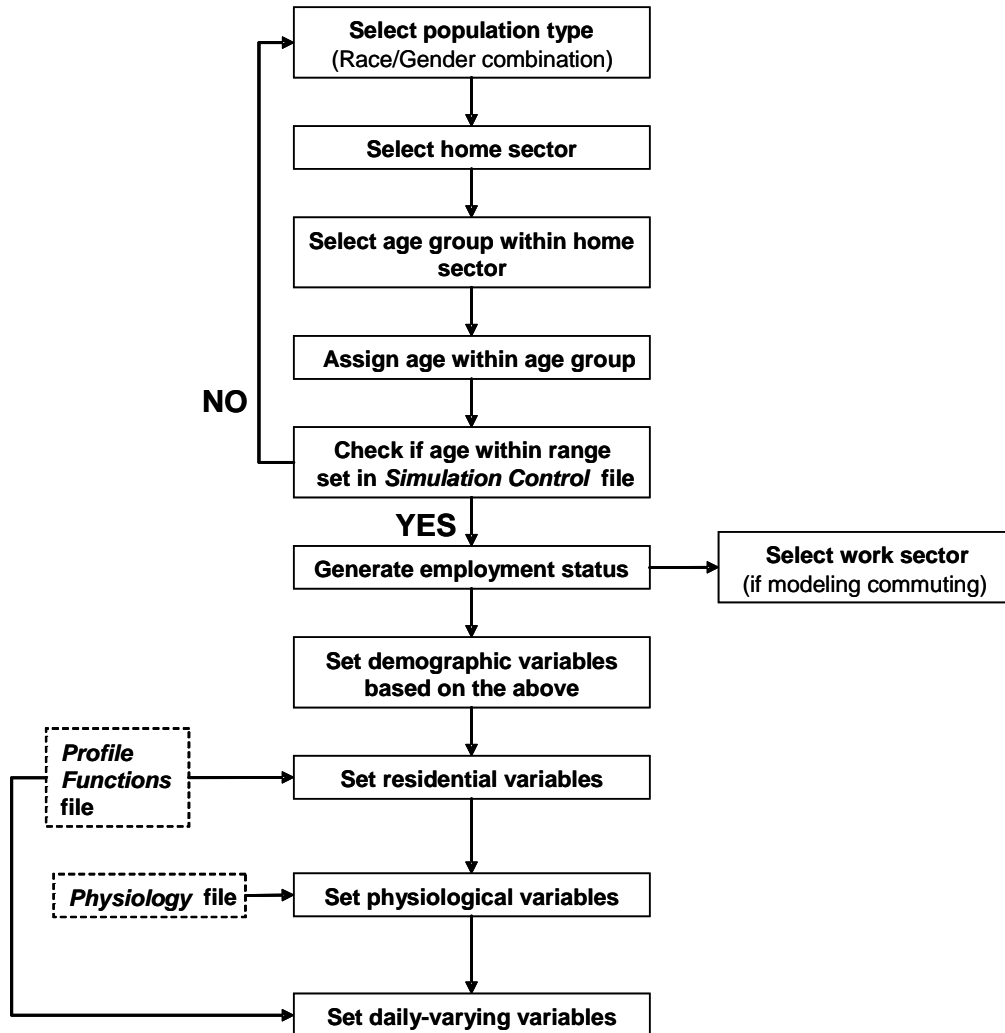 Select population type
(Race/Gender combination)
Select home sector
Select age group within home
sector
Assign age within age group
NO
Check if age within range
set in Simulation Control file
YES
Generate employment status
Select work sector
(if modeling commuting)
Set demographic variables
based on the above
Profile
Functions
file
Set residential variables
Physiology file
Set physiological variables
Set daily-varying variables